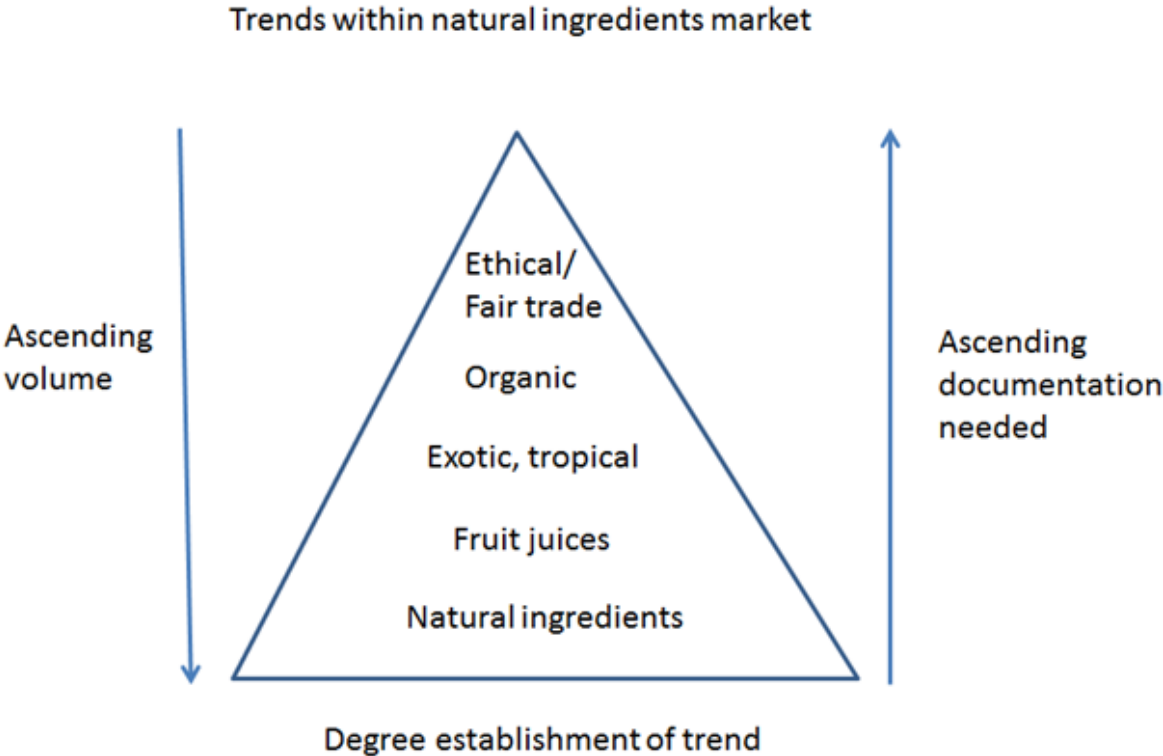 Trends within natural ingredients market
Ethical/
Fair trade
Ascending
volume
Ascending
documentation
needed
Organic
Exotic, tropical
Fruit juices
Natural ingredients
Degree establishment of trend